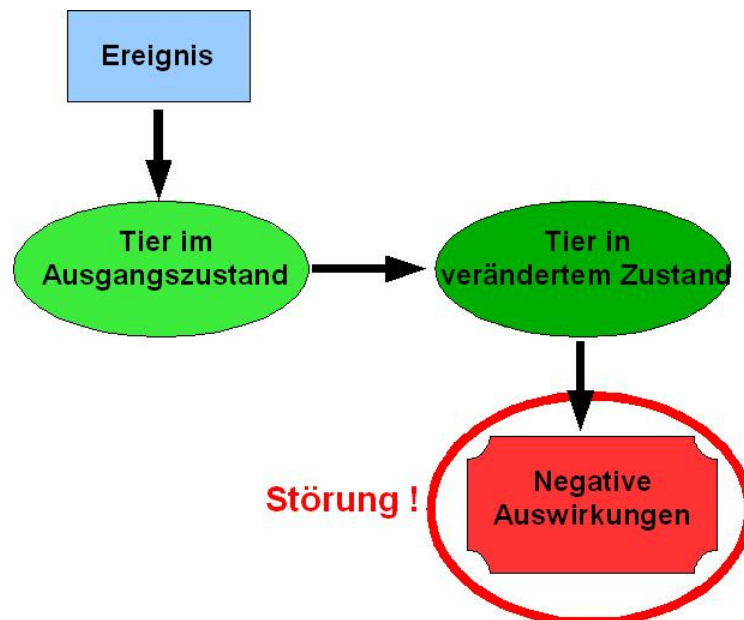 Ereignis
Tier im
Ausgangszustand
Tier in
verändertem Zustand
Störung !
Negative
Auswirkungen